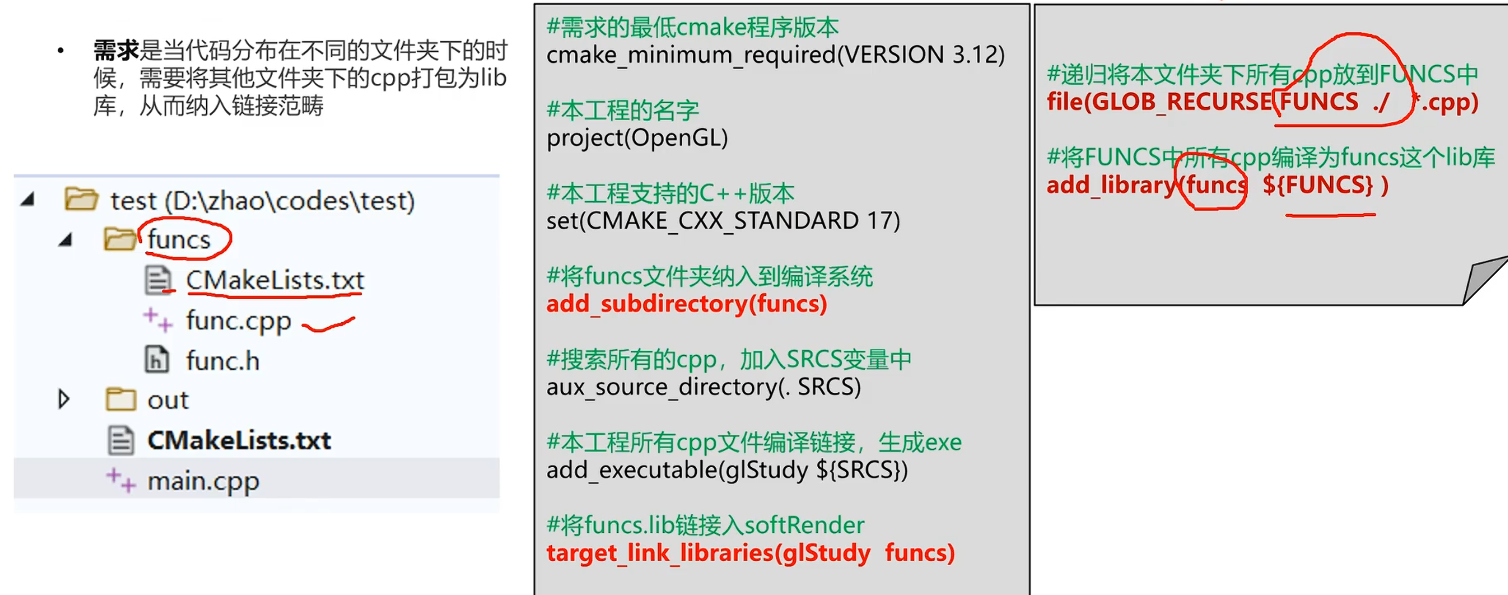 • 需求是当代码分布在不同的文件夹下的时
候，需要将其他文件夹下的cpp打包为lib
库，从而纳入链接范畴
test (D:\zhao\codes\test)
funcs
CMakeLists.txt
func.cpp
func.h
out
CMakeLists.txt
main.cpp
#需求的最低cmake程序版本
cmake_minimum_required(VERSION 3.12)
#本工程的名字
project(OpenGL)
#本工程支持的C++版本
set(CMAKE_CXX_STANDARD 17)
#将funcs文件夹纳入到编译系统
add_subdirectory(funcs)
#搜索所有的cpp，加入SRCS变量中
aux_source_directory(. SRCS)
#本工程所有cpp文件编译链接，生成exe
add_executable(glStudy ${SRCS})
#将funcs.lib链接入softRender
target_link_libraries(glStudy funcs)
#递归将本文件夹下所有cpp放到FUNCS中
file(GLOB_RECURSE FUNCS ./ *.cpp)
#将FUNCS中所有cpp编译为funcs这个lib库
add_library(funcs ${FUNCS} )